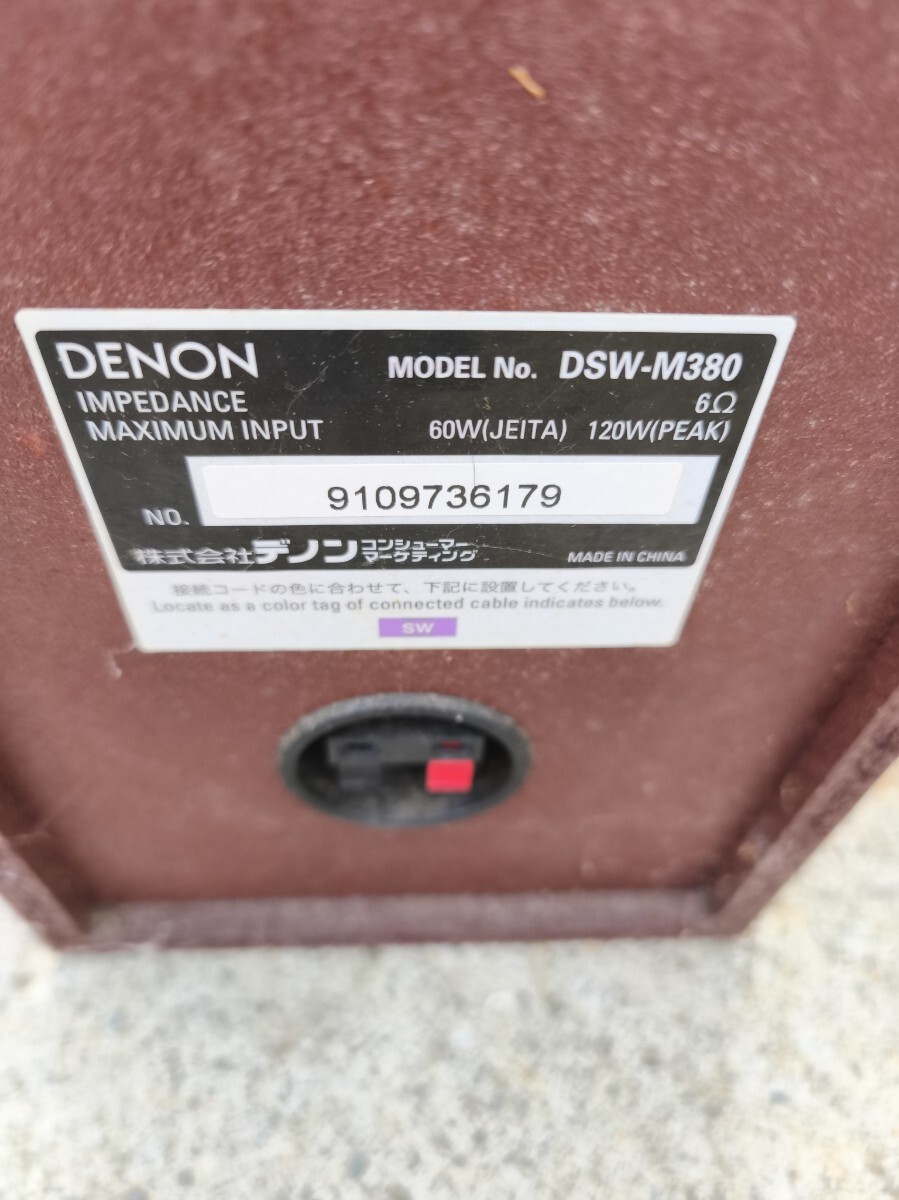 DENON MODEL No. DSW-M380
IMPEDANCE 6Ω
MAXIMUM INPUT 60W(JEITA) 120W(PEAK)
NO. 9109736179
株式会社デノン コンシューマー
マーケティング MADE IN CHINA
接続コードの色に合わせて、下記に設置してください。
Locate as a color tag of connected cable indicates below.
SW